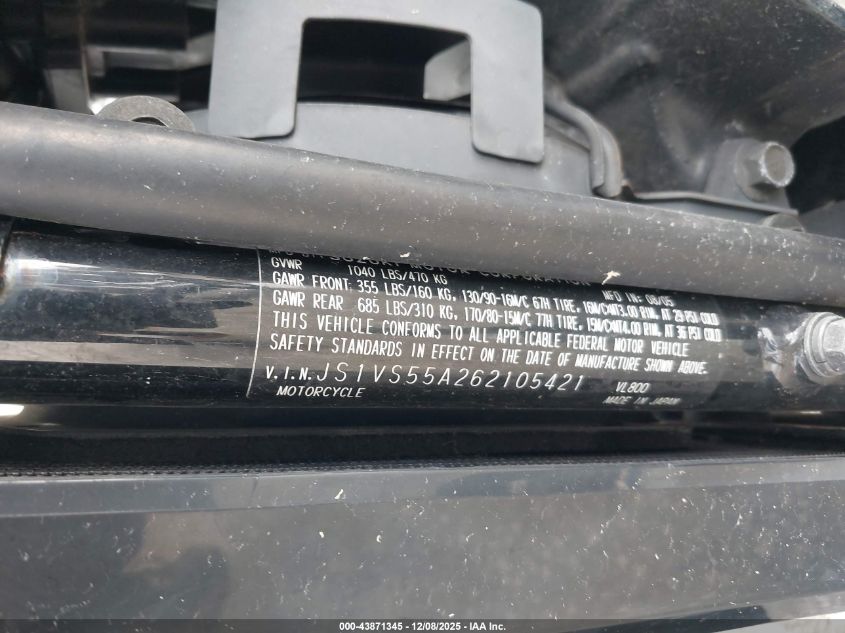 SUZUKI MOTOR CORPORATION MFD IN: 08/05
GVWR 1040 LBS/470 KG
GAWR FRONT: 355 LBS/160 KG, 130/90-16M/C 67H TIRE, 16M/CxMT3.00 RIM, AT 29 PSI COLD
GAWR REAR 685 LBS/310 KG, 170/80-15M/C 77H TIRE, 15M/CxMT4.00 RIM, AT 36 PSI COLD
THIS VEHICLE CONFORMS TO ALL APPLICABLE FEDERAL MOTOR VEHICLE
SAFETY STANDARDS IN EFFECT ON THE DATE OF MANUFACTURE SHOWN ABOVE.
V.I.N. JS1VS55A262105421 VL800
MOTORCYCLE MADE IN JAPAN
000-43871345 | 12/08/2025 - IAA Inc.